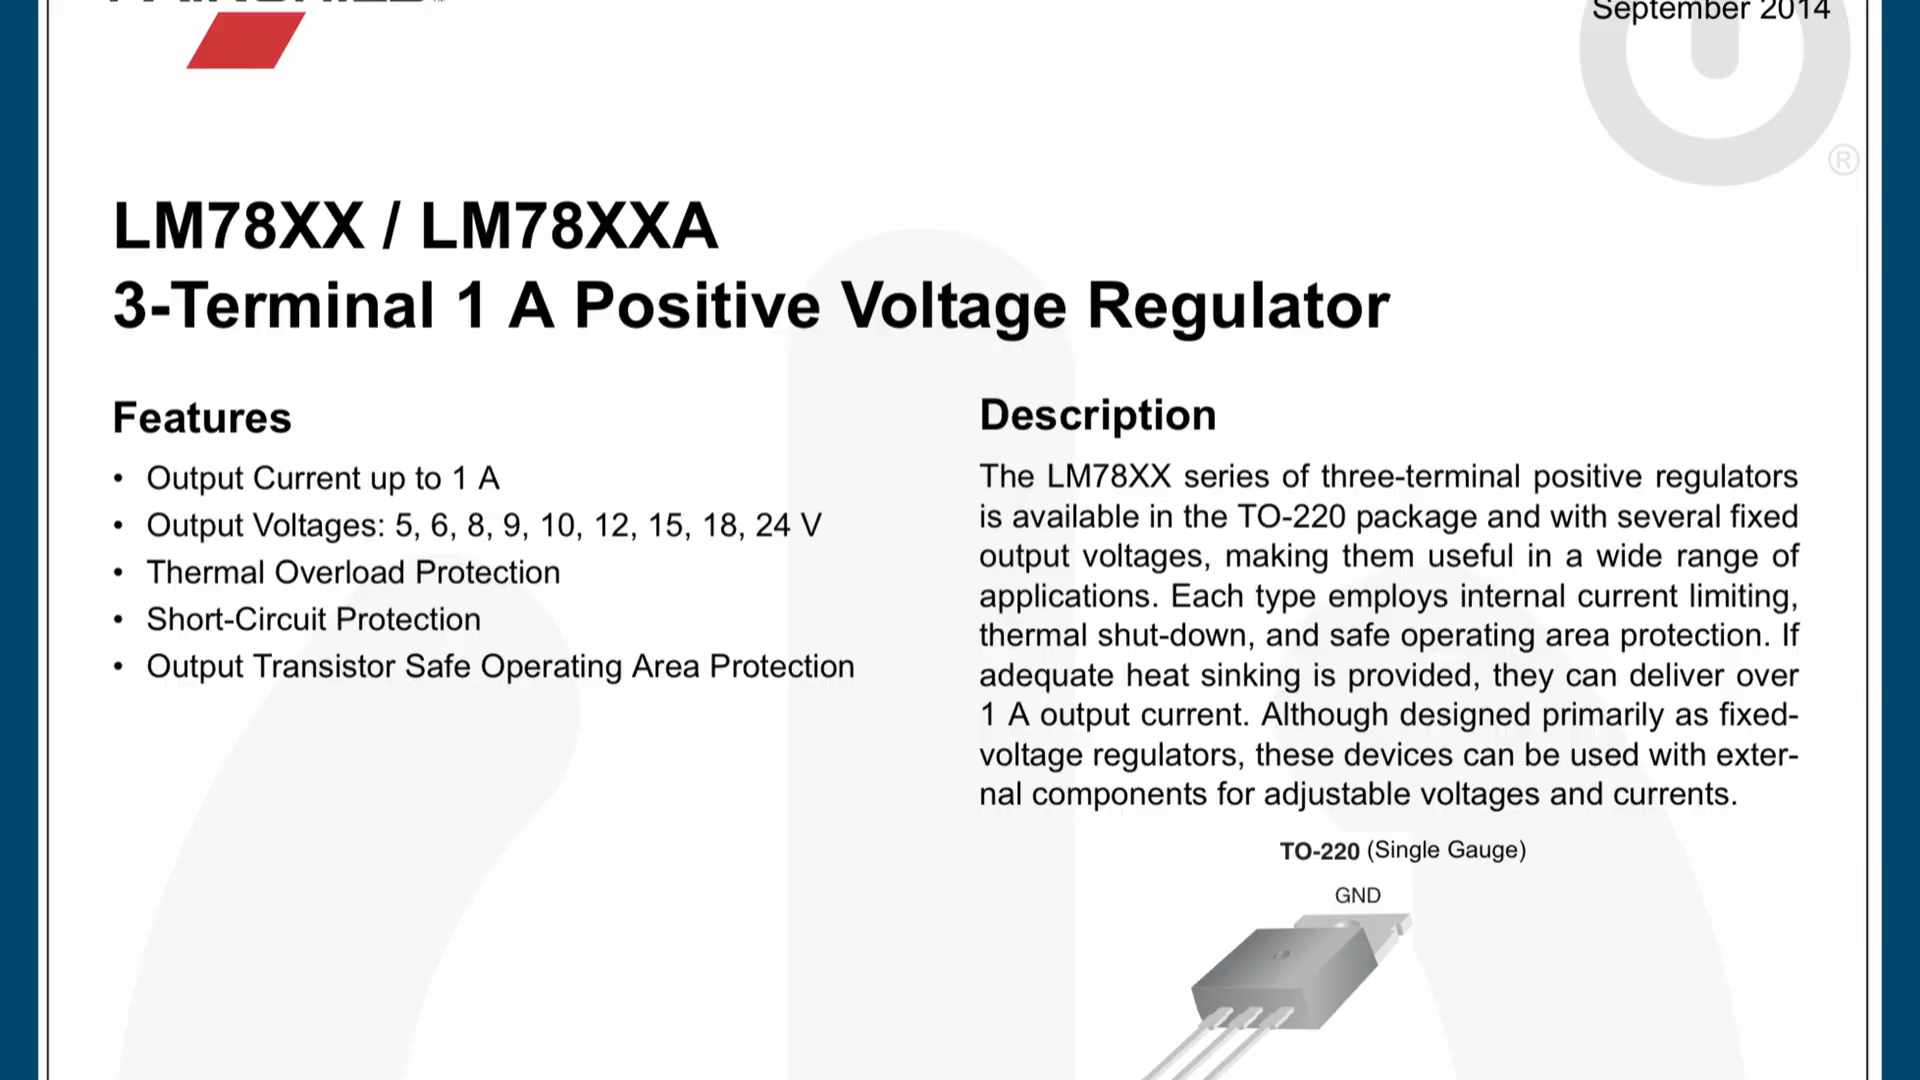 September 2014
®
LM78XX / LM78XXA
3-Terminal 1 A Positive Voltage Regulator
Features
• Output Current up to 1 A
• Output Voltages: 5, 6, 8, 9, 10, 12, 15, 18, 24 V
• Thermal Overload Protection
• Short-Circuit Protection
• Output Transistor Safe Operating Area Protection
Description
The LM78XX series of three-terminal positive regulators
is available in the TO-220 package and with several fixed
output voltages, making them useful in a wide range of
applications. Each type employs internal current limiting,
thermal shut-down, and safe operating area protection. If
adequate heat sinking is provided, they can deliver over
1 A output current. Although designed primarily as fixed-
voltage regulators, these devices can be used with exter-
nal components for adjustable voltages and currents.
TO-220 (Single Gauge)
GND